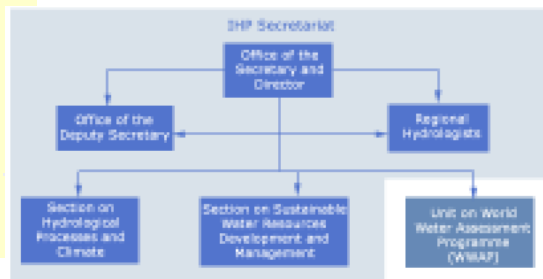 IHP Secretariat
Office of the
Secretary and
Director
Office of the
Deputy Secretary
Regional
Hydrologists
Section on
Hydrological
Processes and
Climate
Section on Sustainable
Water Resources
Development and
Management
Unit on World
Water Assessment
Programme
(WWAP)